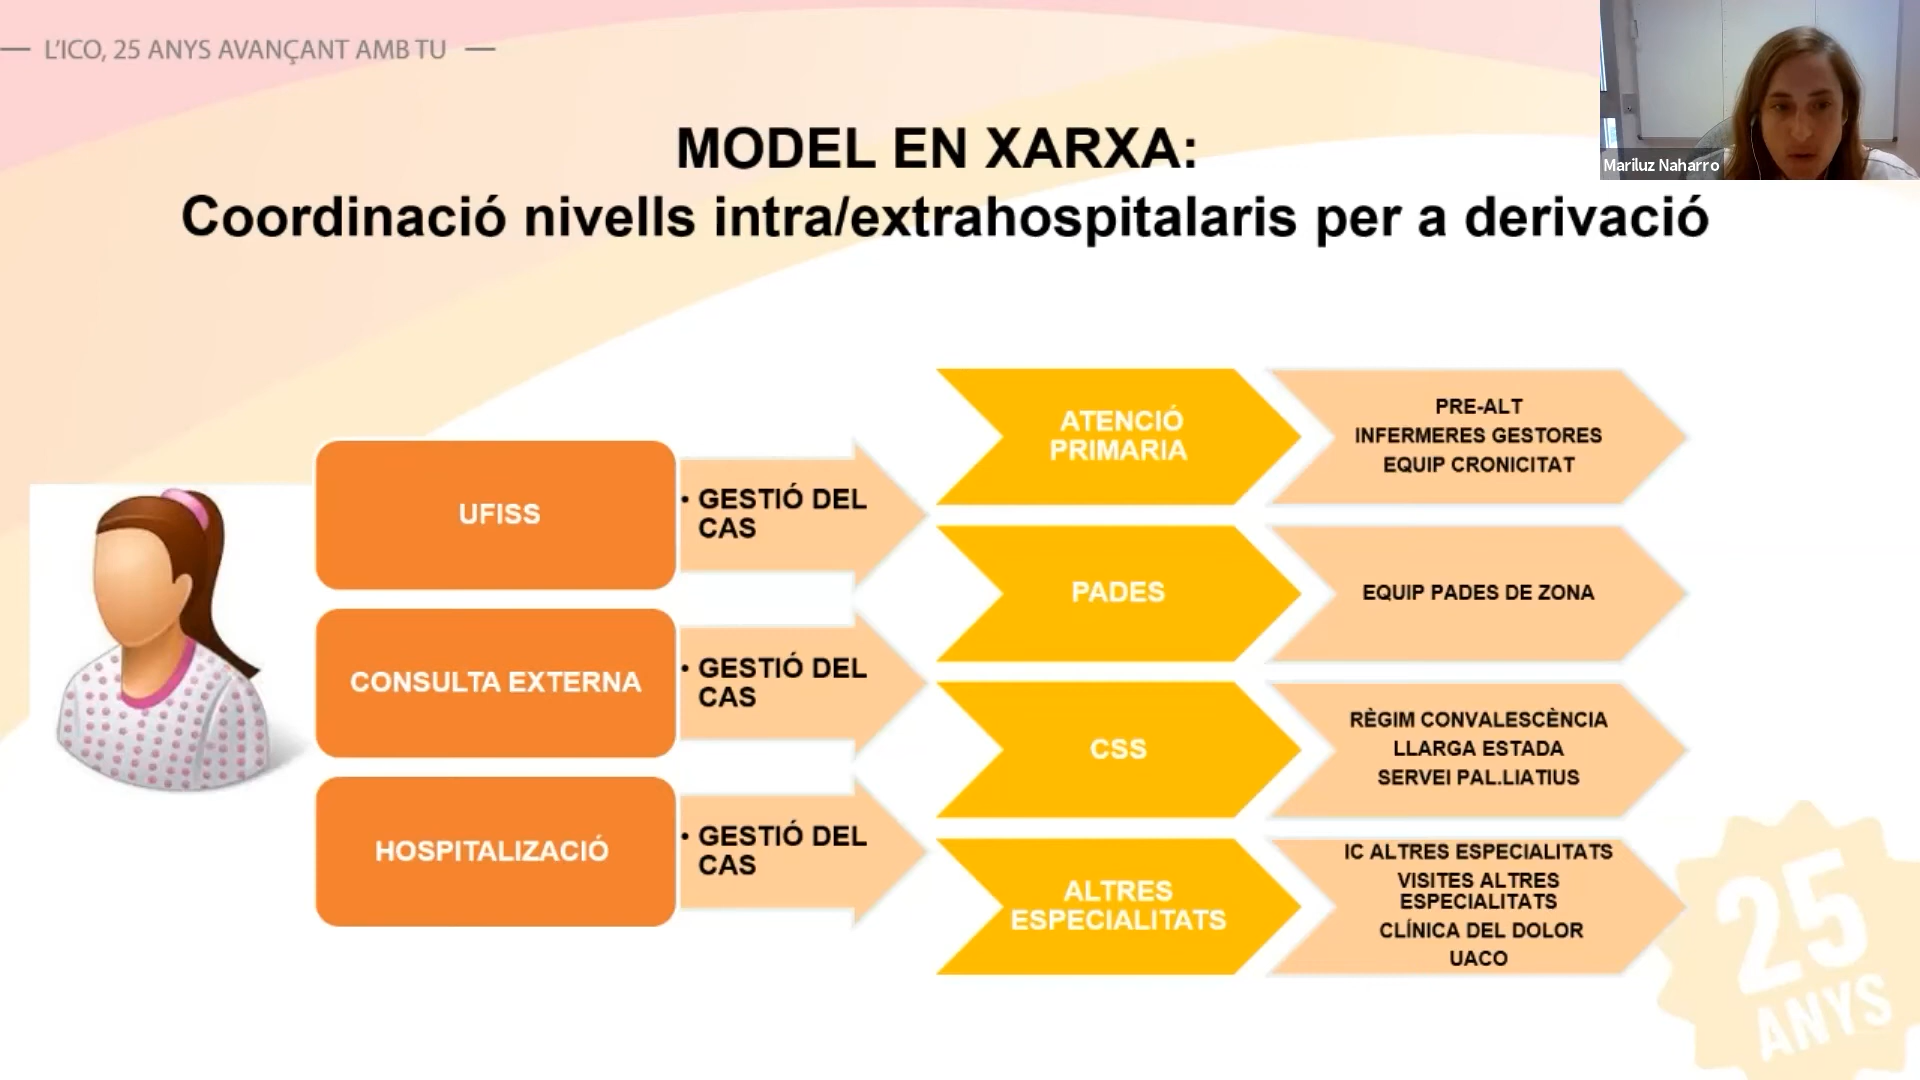 L'ICO, 25 ANYS AVANÇANT AMB TU
Mariluz Naharro
MODEL EN XARXA:
Coordinació nivells intra/extrahospitalaris per a derivació
UFISS
• GESTIÓ DEL
CAS
CONSULTA EXTERNA
• GESTIÓ DEL
CAS
HOSPITALIZACIÓ
• GESTIÓ DEL
CAS
ATENCIÓ
PRIMARIA
PRE-ALT
INFERMERES GESTORES
EQUIP CRONICITAT
PADES
EQUIP PADES DE ZONA
CSS
RÈGIM CONVALESCÈNCIA
LLARGA ESTADA
SERVEI PAL.LIATIUS
ALTRES
ESPECIALITATS
IC ALTRES ESPECIALITATS
VISITES ALTRES
ESPECIALITATS
CLÍNICA DEL DOLOR
UACO
25
ANYS